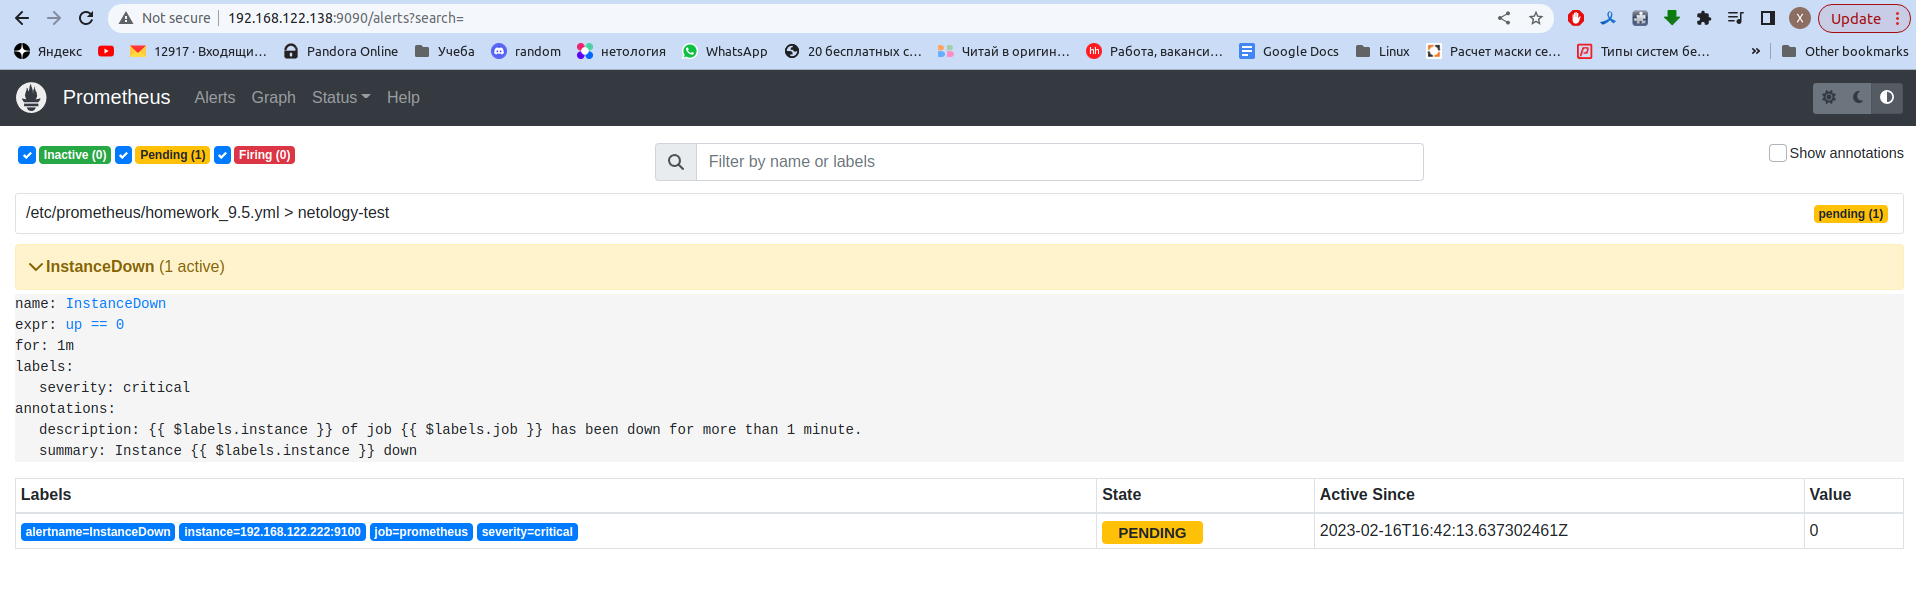 Not secure 192.168.122.138:9090/alerts?search= Update
Яндекс 12917 · Входящи… Pandora Online Учеба random нетология WhatsApp 20 бесплатных с… Читай в оригин… hh Работа, ваканси… Google Docs Linux Расчет маски се… Типы систем бе… » Other bookmarks
Prometheus Alerts Graph Status Help
Inactive (0) Pending (1) Firing (0) Filter by name or labels Show annotations
/etc/prometheus/homework_9.5.yml > netology-test pending (1)
InstanceDown (1 active)
name: InstanceDown
expr: up == 0
for: 1m
labels:
severity: critical
annotations:
description: {{ $labels.instance }} of job {{ $labels.job }} has been down for more than 1 minute.
summary: Instance {{ $labels.instance }} down
Labels State Active Since Value
alertname=InstanceDown instance=192.168.122.222:9100 job=prometheus severity=critical PENDING 2023-02-16T16:42:13.637302461Z 0